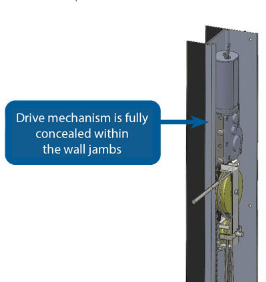 Drive mechanism is fully
concealed within
the wall jambs